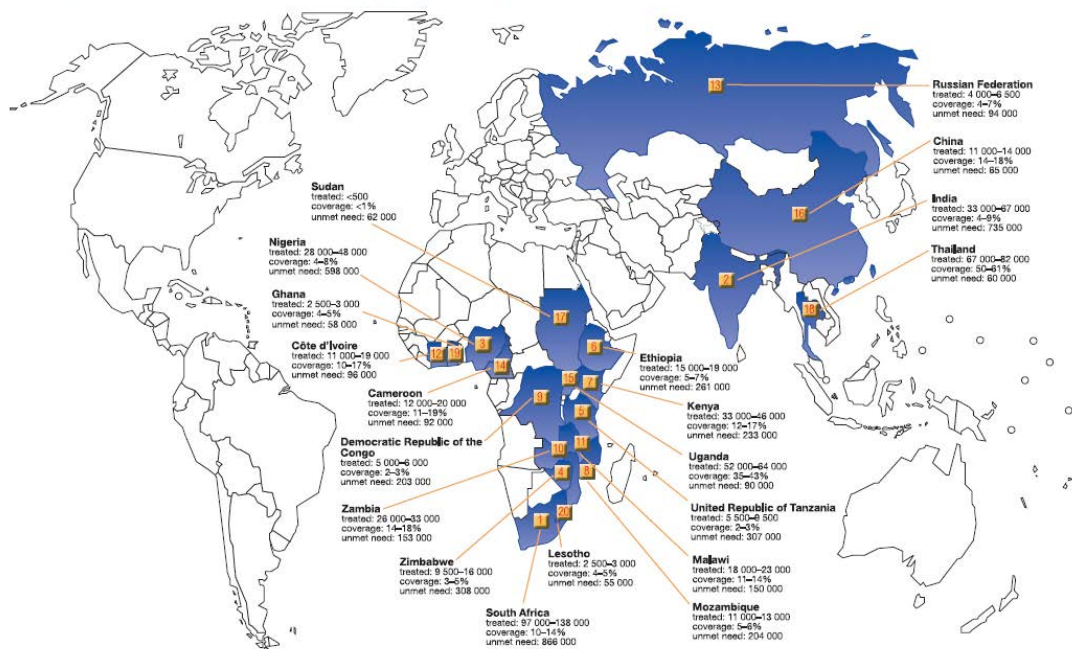 13
Russian Federation
treated: 4 000–6 500
coverage: 4–7%
unmet need: 94 000
China
treated: 11 000–14 000
coverage: 14–18%
unmet need: 65 000
16
India
treated: 33 000–67 000
coverage: 4–9%
unmet need: 735 000
2
Thailand
treated: 67 000–82 000
coverage: 50–61%
unmet need: 60 000
18
Sudan
treated: <500
coverage: <1%
unmet need: 62 000
17
Nigeria
treated: 28 000–48 000
coverage: 4–8%
unmet need: 598 000
3
Ghana
treated: 2 500–3 000
coverage: 4–5%
unmet need: 58 000
12
19
Côte d'Ivoire
treated: 11 000–19 000
coverage: 10–17%
unmet need: 96 000
14
6
Ethiopia
treated: 15 000–19 000
coverage: 5–7%
unmet need: 261 000
Cameroon
treated: 12 000–20 000
coverage: 11–19%
unmet need: 92 000
9
15
7
Kenya
treated: 33 000–46 000
coverage: 12–17%
unmet need: 233 000
5
Democratic Republic of the
Congo
treated: 5 000–6 000
coverage: 2–3%
unmet need: 203 000
10
11
Uganda
treated: 52 000–64 000
coverage: 35–43%
unmet need: 90 000
4
8
Zambia
treated: 26 000–33 000
coverage: 14–18%
unmet need: 153 000
United Republic of Tanzania
treated: 5 500–9 500
coverage: 2–3%
unmet need: 307 000
1
20
Zimbabwe
treated: 9 500–16 000
coverage: 3–5%
unmet need: 308 000
Lesotho
treated: 2 500–3 000
coverage: 4–5%
unmet need: 55 000
Malawi
treated: 18 000–23 000
coverage: 11–14%
unmet need: 150 000
South Africa
treated: 97 000–138 000
coverage: 10–14%
unmet need: 866 000
Mozambique
treated: 11 000–13 000
coverage: 5–6%
unmet need: 204 000